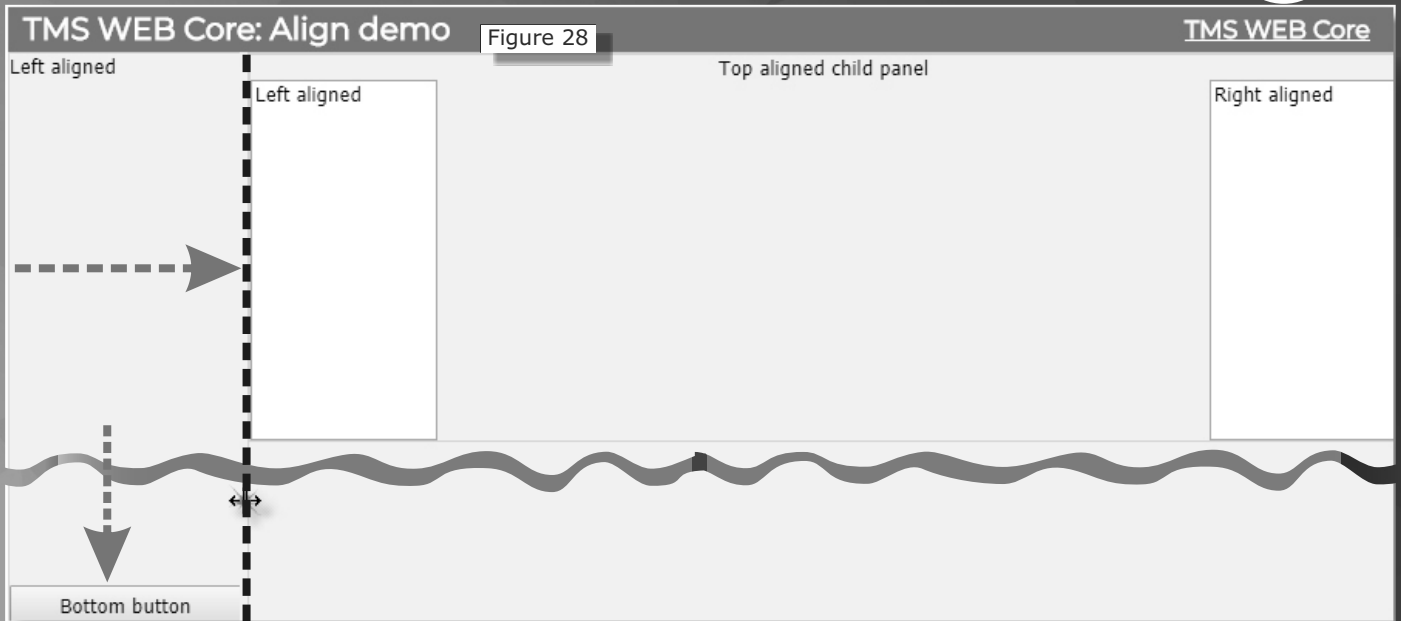 TMS WEB Core: Align demo
Figure 28
TMS WEB Core
Left aligned
Top aligned child panel
Left aligned
Right aligned
Bottom button